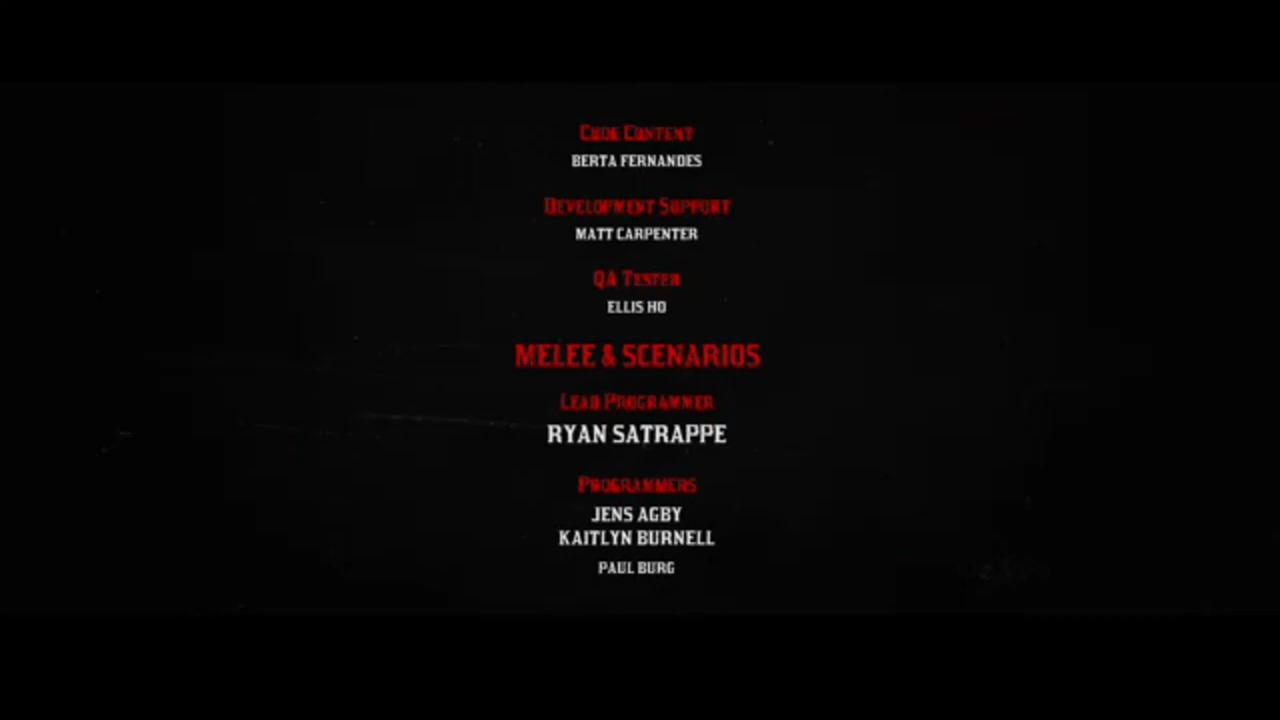 CODE CONTENT
BERTA FERNANDES
DEVELOPMENT SUPPORT
MATT CARPENTER
QA TESTER
ELLIS HO
MELEE & SCENARIOS
LEAD PROGRAMMER
RYAN SATRAPPE
PROGRAMMERS
JENS AGBY
KAITLYN BURNELL
PAUL BURG